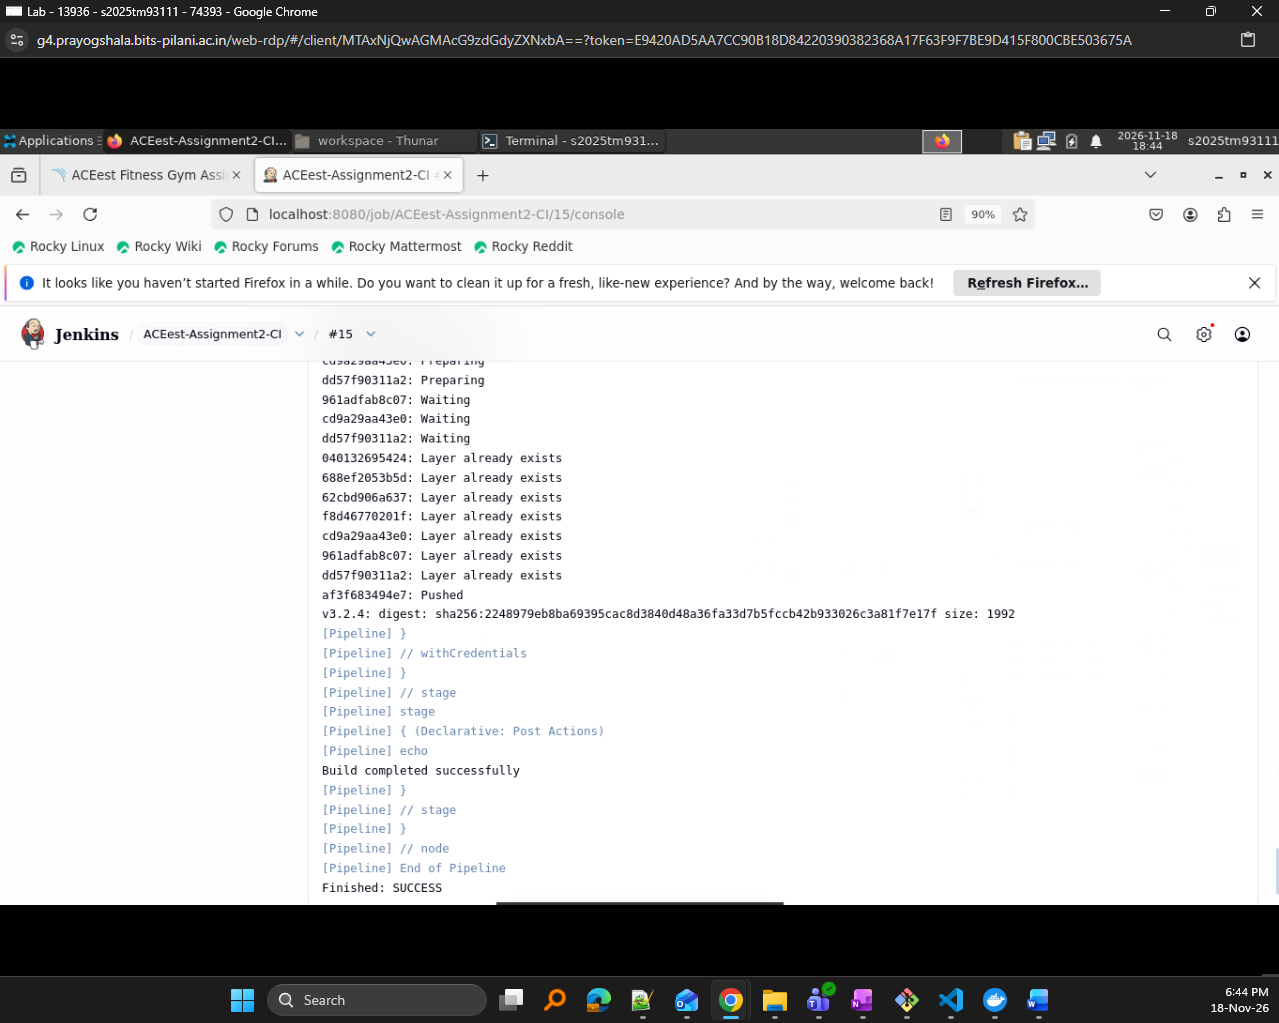 Lab - 13936 - s2025tm93111 - 74393 - Google Chrome
g4.prayogshala.bits-pilani.ac.in/web-rdp/#/client/MTAxNjQwAGMAcG9zdGdyZXNxbA==?token=E9420AD5AA7CC90B18D84220390382368A17F63F9F7BE9D415F800CBE503675A
Applications
ACEest-Assignment2-CI...
workspace - Thunar
Terminal - s2025tm931...
2026-11-18
18:44
s2025tm93111
ACEest Fitness Gym Assi
ACEest-Assignment2-CI
localhost:8080/job/ACEest-Assignment2-CI/15/console
90%
Rocky Linux
Rocky Wiki
Rocky Forums
Rocky Mattermost
Rocky Reddit
It looks like you haven’t started Firefox in a while. Do you want to clean it up for a fresh, like-new experience? And by the way, welcome back!
Refresh Firefox...
Jenkins / ACEest-Assignment2-CI / #15
cd9a29aa43e0: Preparing
dd57f90311a2: Preparing
961adfab8c07: Waiting
cd9a29aa43e0: Waiting
dd57f90311a2: Waiting
040132695424: Layer already exists
688ef2053b5d: Layer already exists
62cbd906a637: Layer already exists
f8d46770201f: Layer already exists
cd9a29aa43e0: Layer already exists
961adfab8c07: Layer already exists
dd57f90311a2: Layer already exists
af3f683494e7: Pushed
v3.2.4: digest: sha256:2248979eb8ba69395cac8d3840d48a36fa33d7b5fccb42b933026c3a81f7e17f size: 1992
[Pipeline] }
[Pipeline] // withCredentials
[Pipeline] }
[Pipeline] // stage
[Pipeline] stage
[Pipeline] { (Declarative: Post Actions)
[Pipeline] echo
Build completed successfully
[Pipeline] }
[Pipeline] // stage
[Pipeline] }
[Pipeline] // node
[Pipeline] End of Pipeline
Finished: SUCCESS
Search
6:44 PM
18-Nov-26